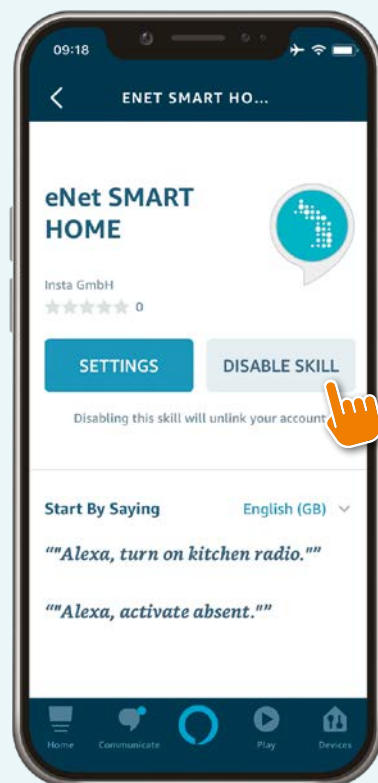 09:18
ENET SMART HO...
eNet SMART
HOME
Insta GmbH
0
SETTINGS
DISABLE SKILL
Disabling this skill will unlink your account
Start By Saying
English (GB)
""Alexa, turn on kitchen radio.""
""Alexa, activate absent.""
Home
Communicate
Play
Devices